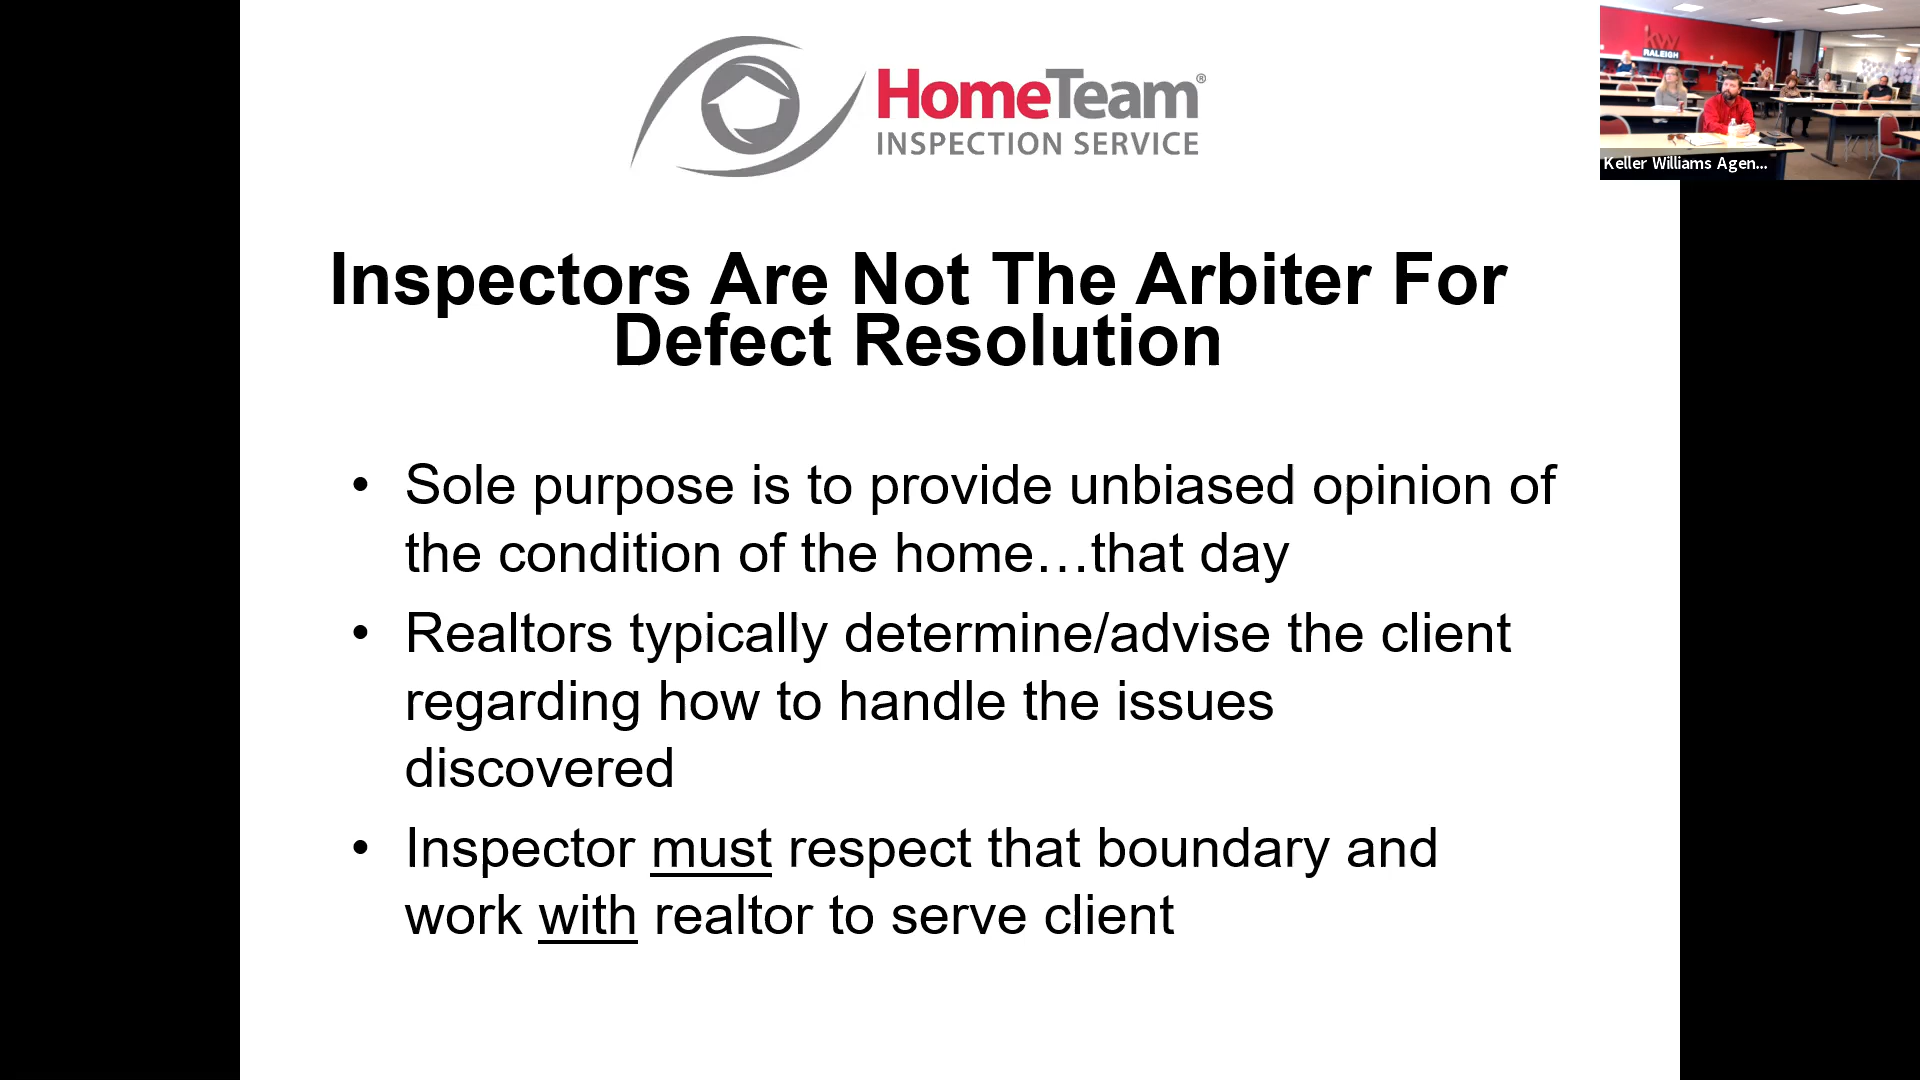 HomeTeam®
INSPECTION SERVICE
kw
RALEIGH
Keller Williams Agen...
Inspectors Are Not The Arbiter For
Defect Resolution
• Sole purpose is to provide unbiased opinion of
the condition of the home…that day
• Realtors typically determine/advise the client
regarding how to handle the issues
discovered
• Inspector must respect that boundary and
work with realtor to serve client